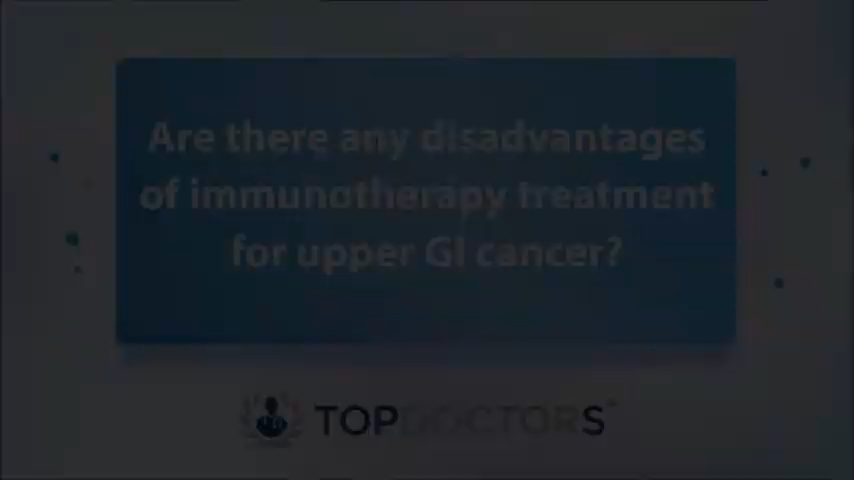 Are there any disadvantages
of immunotherapy treatment
for upper GI cancer?
TOPDOCTORS